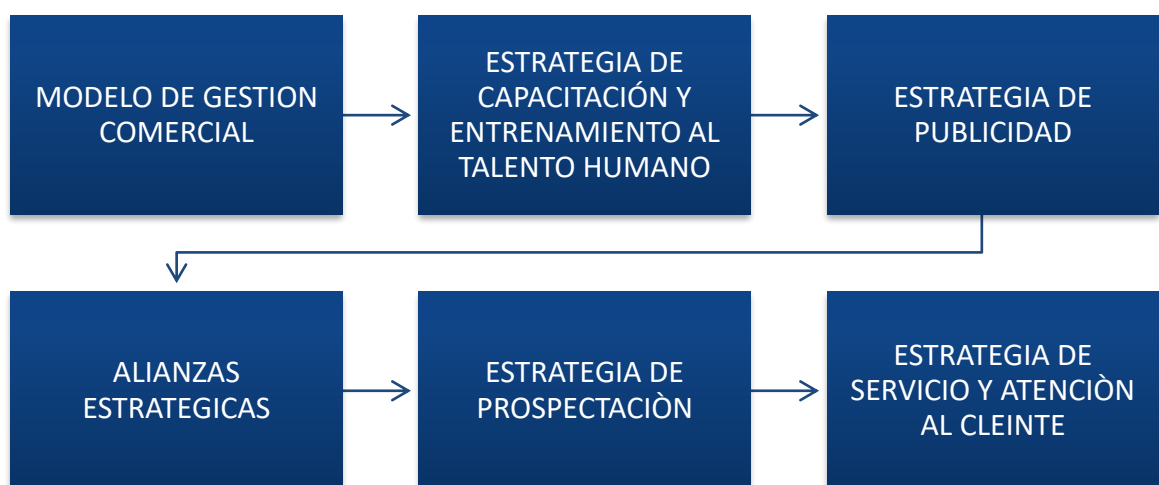 MODELO DE GESTION
COMERCIAL
ESTRATEGIA DE
CAPACITACIÓN Y
ENTRENAMIENTO AL
TALENTO HUMANO
ESTRATEGIA DE
PUBLICIDAD
ALIANZAS
ESTRATEGICAS
ESTRATEGIA DE
PROSPECTACIÒN
ESTRATEGIA DE
SERVICIO Y ATENCIÒN
AL CLEINTE